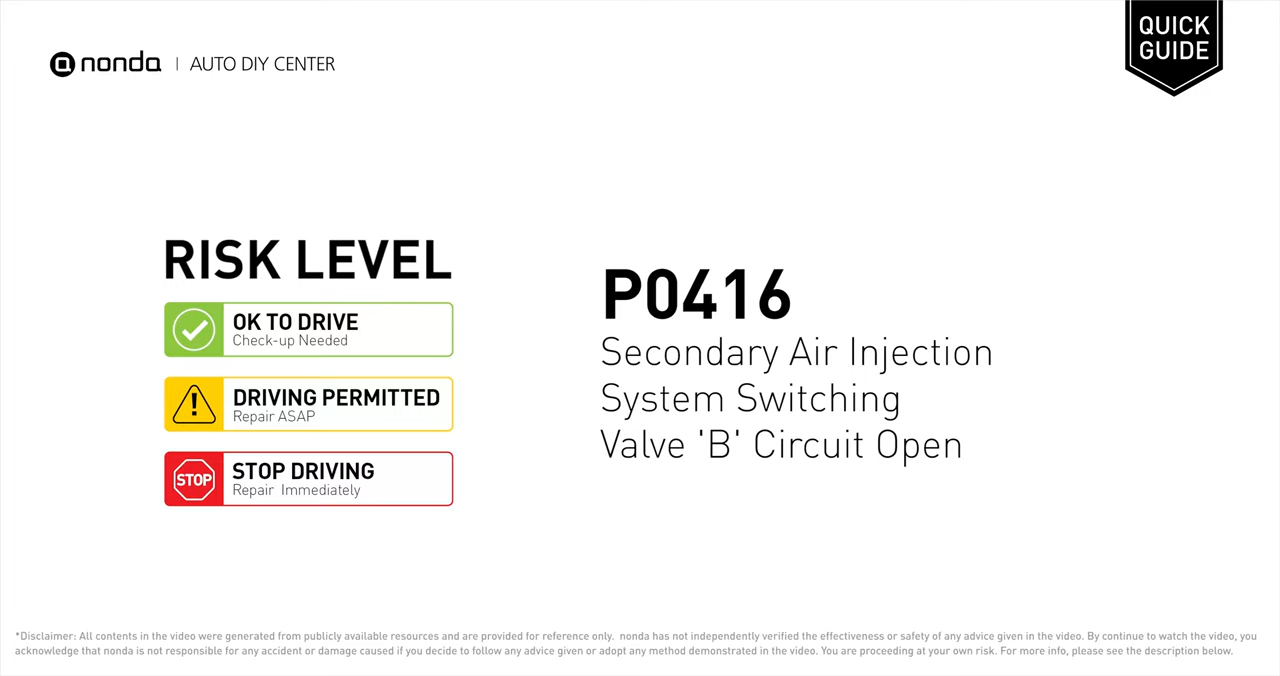 nonda | AUTO DIY CENTER
QUICK
GUIDE
RISK LEVEL
OK TO DRIVE
Check-up Needed
DRIVING PERMITTED
Repair ASAP
STOP
STOP DRIVING
Repair Immediately
P0416
Secondary Air Injection
System Switching
Valve 'B' Circuit Open
*Disclaimer: All contents in the video were generated from publicly available resources and are provided for reference only. nonda has not independently verified the effectiveness or safety of any advice given in the video. By continue to watch the video, you
acknowledge that nonda is not responsible for any accident or damage caused if you decide to follow any advice given or adopt any method demonstrated in the video. You are proceeding at your own risk. For more info, please see the description below.